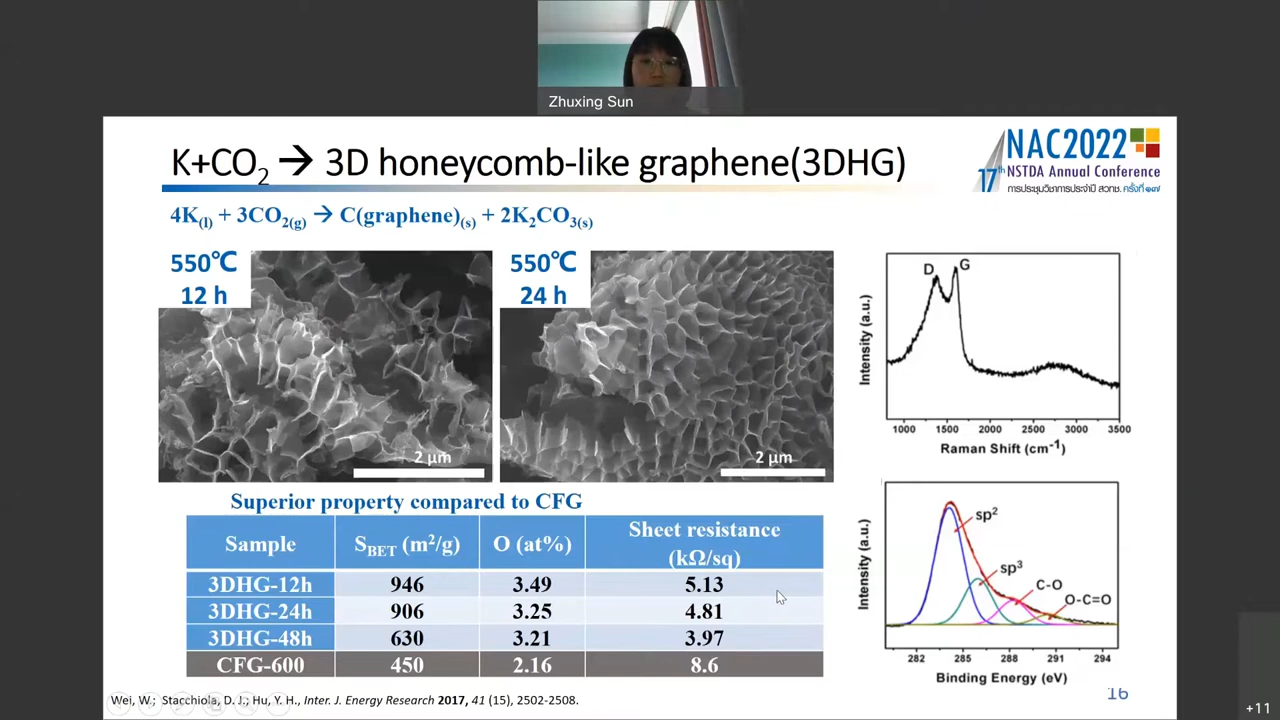 Zhuxing Sun
K+CO2 → 3D honeycomb-like graphene(3DHG)
NAC2022
17th NSTDA Annual Conference
การประชุมวิชาการประจำปี สวทช. ครั้งที่ ๑๗
4K(l) + 3CO2(g) → C(graphene)(s) + 2K2CO3(s)
550℃
12 h
2 μm
550℃
24 h
2 μm
D G
Intensity (a.u.)
1000 1500 2000 2500 3000 3500
Raman Shift (cm-1)
Superior property compared to CFG
Sample SBET (m2/g) O (at%) Sheet resistance (kΩ/sq)
3DHG-12h 946 3.49 5.13
3DHG-24h 906 3.25 4.81
3DHG-48h 630 3.21 3.97
CFG-600 450 2.16 8.6
sp2
sp3
C-O
O-C=O
Intensity (a.u.)
282 285 288 291 294
Binding Energy (eV)
Wei, W.; Stacchiola, D. J.; Hu, Y. H., Inter. J. Energy Research 2017, 41 (15), 2502-2508.
16
+11